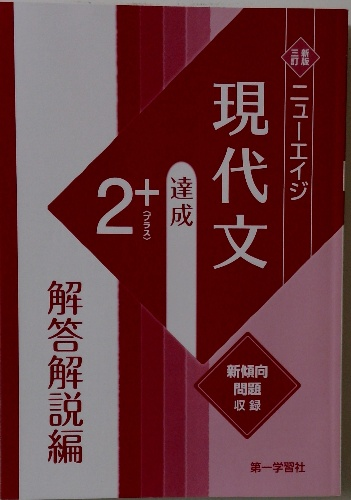 三訂
新版
ニューエイジ
現代文
達成
2+
〈プラス〉
解答解説編
新傾向
問題
収録
第一学習社